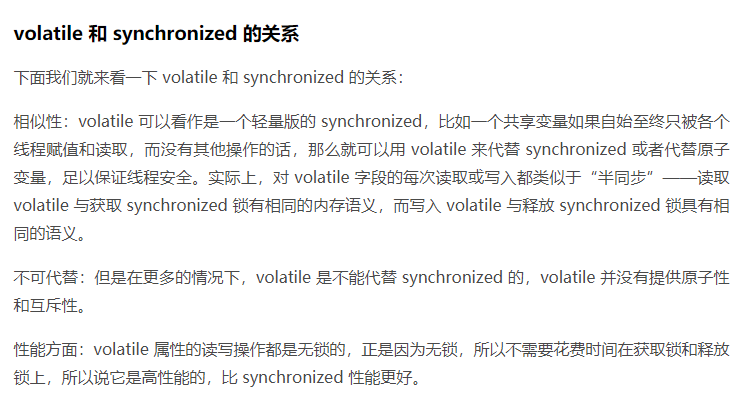 volatile 和 synchronized 的关系
下面我们就来看一下 volatile 和 synchronized 的关系：
相似性：volatile 可以看作是一个轻量版的 synchronized，比如一个共享变量如果自始至终只被各个
线程赋值和读取，而没有其他操作的话，那么就可以用 volatile 来代替 synchronized 或者代替原子
变量，足以保证线程安全。实际上，对 volatile 字段的每次读取或写入都类似于“半同步”——读取
volatile 与获取 synchronized 锁有相同的内存语义，而写入 volatile 与释放 synchronized 锁具有相
同的语义。
不可代替：但是在更多的情况下，volatile 是不能代替 synchronized 的，volatile 并没有提供原子性
和互斥性。
性能方面：volatile 属性的读写操作都是无锁的，正是因为无锁，所以不需要花费时间在获取锁和释放
锁上，所以说它是高性能的，比 synchronized 性能更好。